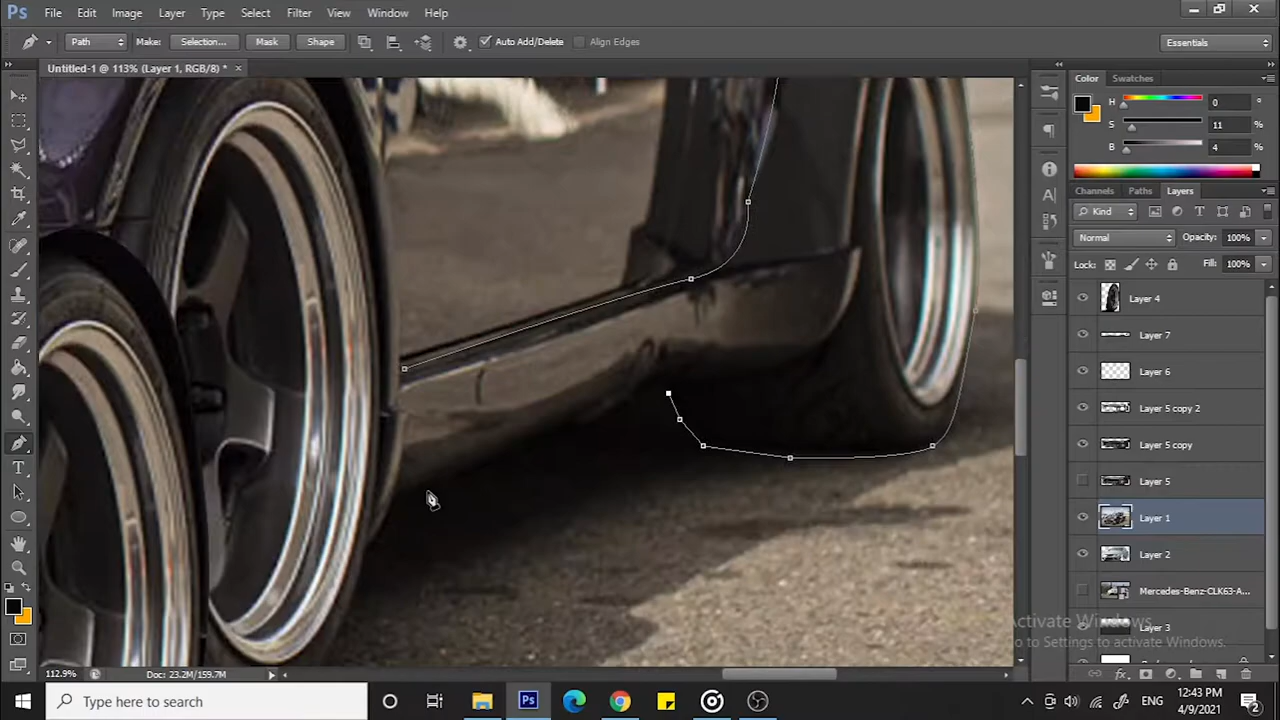 Ps File Edit Image Layer Type Select Filter View Window Help
Path Make: Selection... Mask Shape Auto Add/Delete Align Edges Essentials
Untitled-1 @ 113% (Layer 1, RGB/8) *
Color Swatches
H 0 °
S 11 %
B 4 %
Channels Paths Layers
Kind
Normal Opacity: 100%
Lock: Fill: 100%
Layer 4
Layer 7
Layer 6
Layer 5 copy 2
Layer 5 copy
Layer 5
Layer 1
Layer 2
Mercedes-Benz-CLK63-A...
Layer 3
Activate Windows
Go to Settings to activate Windows.
112.9% Doc: 23.2M/159.7M
Type here to search
Ps
ENG
12:43 PM
4/9/2021
2